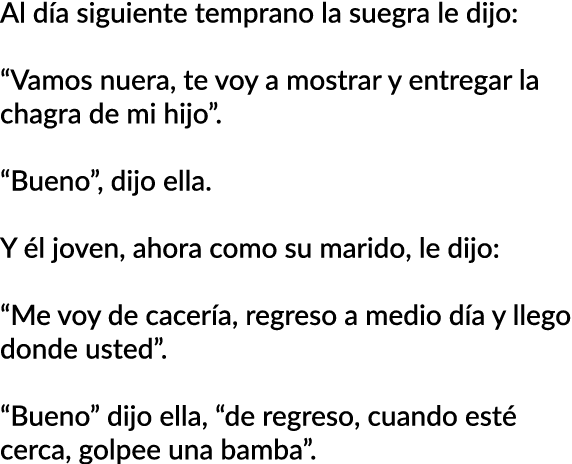 Al día siguiente temprano la suegra le dijo:
“Vamos nuera, te voy a mostrar y entregar la
chagra de mi hijo”.
“Bueno”, dijo ella.
Y él joven, ahora como su marido, le dijo:
“Me voy de cacería, regreso a medio día y llego
donde usted”.
“Bueno” dijo ella, “de regreso, cuando esté
cerca, golpee una bamba”.